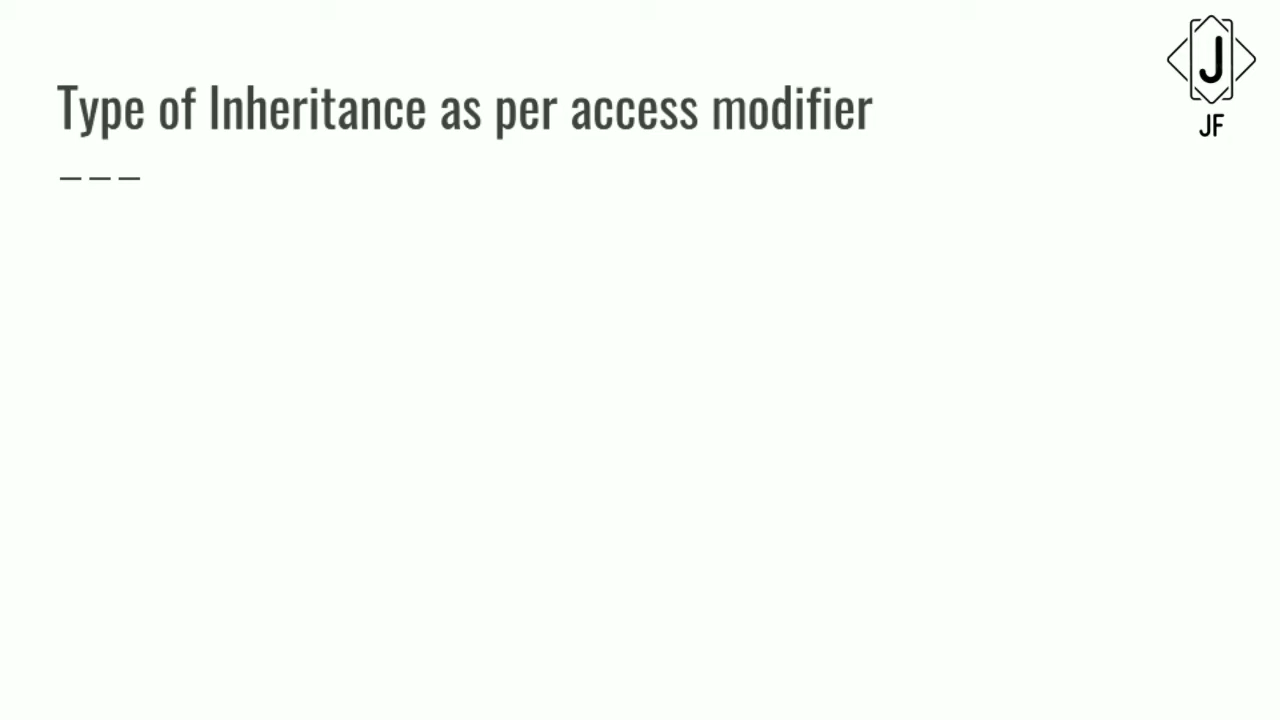 Type of Inheritance as per access modifier
J
JF